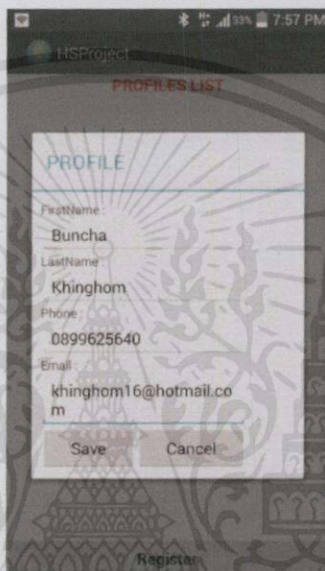 33% 7:57 PM
HSProject
PROFILES LIST
PROFILE
FirstName :
Buncha
LastName :
Khinghom
Phone :
0899625640
Email :
khinghom16@hotmail.co
m
Save Cancel
Register